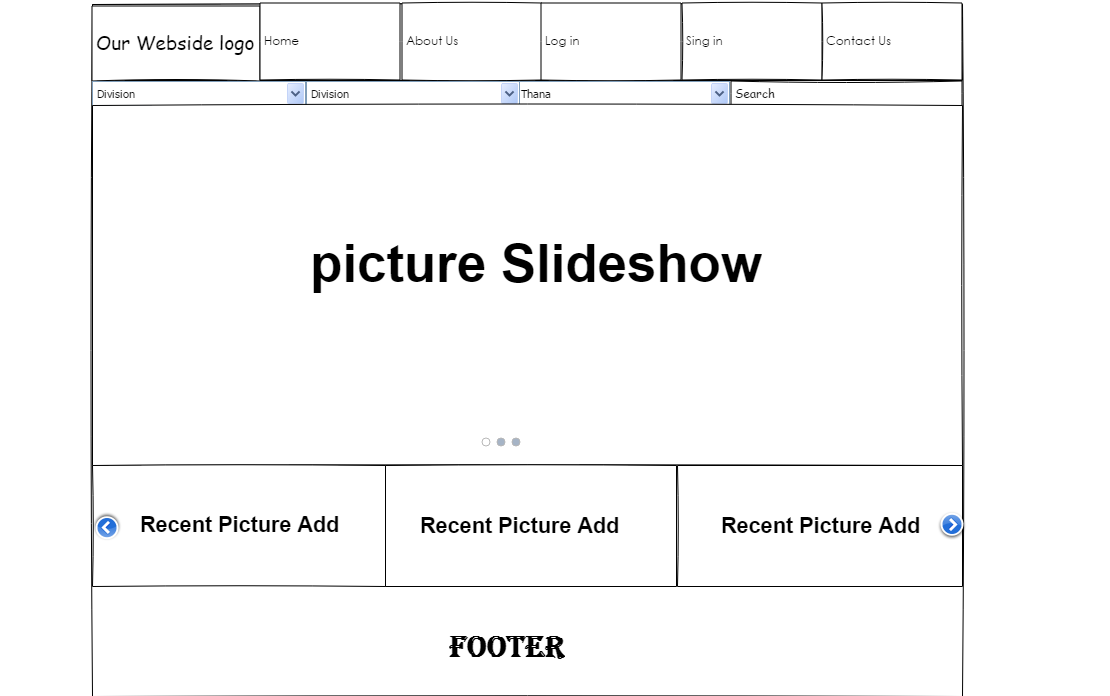 Our Webside logo
Home
About Us
Log in
Sing in
Contact Us
Division
Division
Thana
Search
picture Slideshow
Recent Picture Add
Recent Picture Add
Recent Picture Add
FOOTER